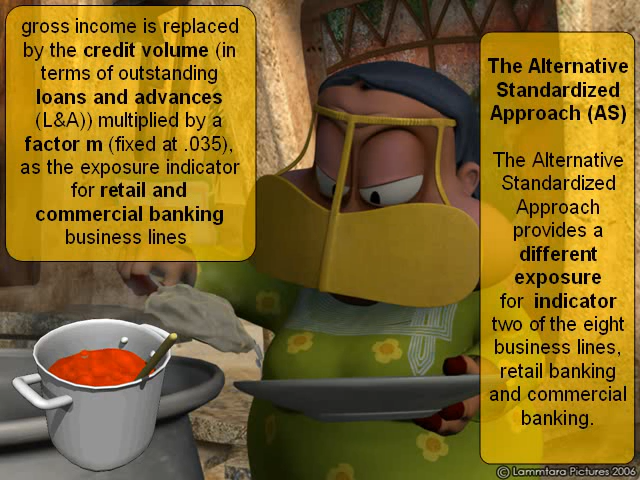 gross income is replaced
by the credit volume (in
terms of outstanding
loans and advances
(L&A)) multiplied by a
factor m (fixed at .035),
as the exposure indicator
for retail and
commercial banking
business lines
The Alternative
Standardized
Approach (AS)
The Alternative
Standardized
Approach
provides a
different
exposure
for indicator
two of the eight
business lines,
retail banking
and commercial
banking.
© Lammtara Pictures 2006